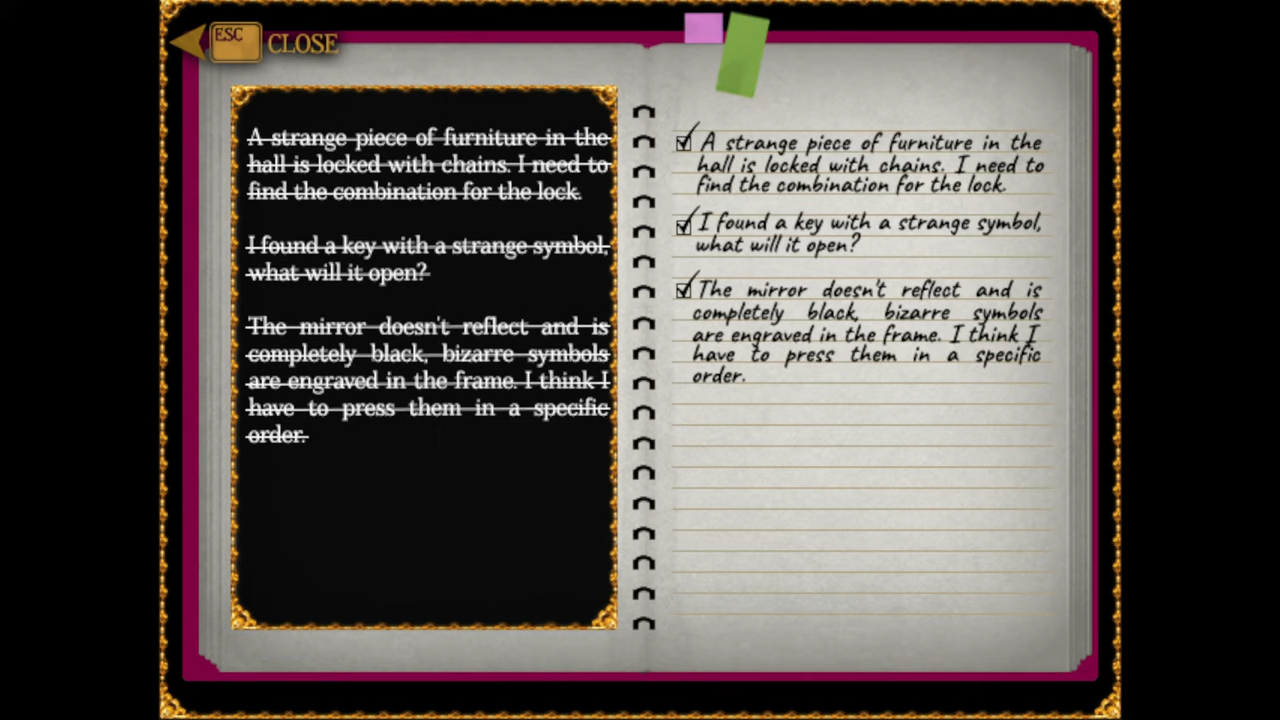 ESC CLOSE
A strange piece of furniture in the
hall is locked with chains. I need to
find the combination for the lock.
I found a key with a strange symbol,
what will it open?
The mirror doesn't reflect and is
completely black, bizarre symbols
are engraved in the frame. I think I
have to press them in a specific
order.
A strange piece of furniture in the
hall is locked with chains. I need to
find the combination for the lock.
I found a key with a strange symbol,
what will it open?
The mirror doesn't reflect and is
completely black, bizarre symbols
are engraved in the frame. I think I
have to press them in a specific
order.